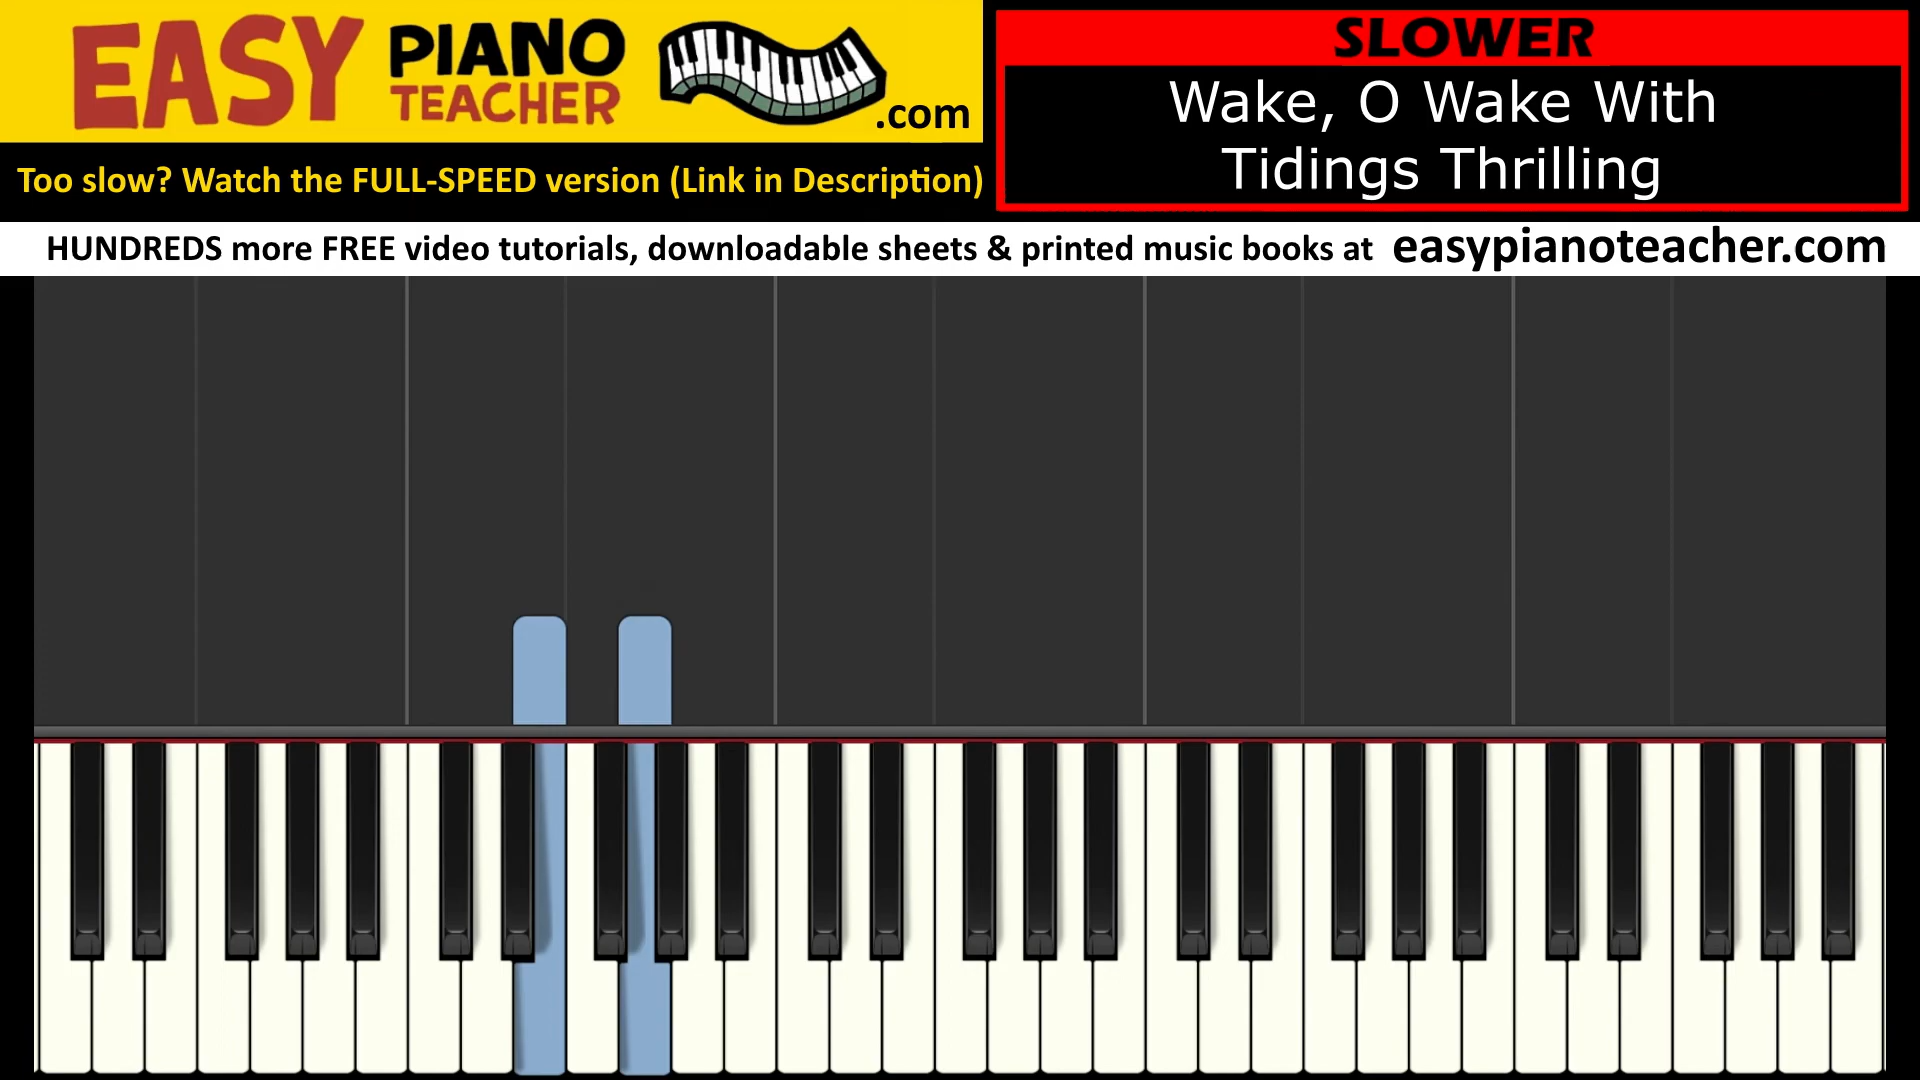 EASY PIANO TEACHER .com
SLOWER
Wake, O Wake With
Tidings Thrilling
Too slow? Watch the FULL-SPEED version (Link in Description)
HUNDREDS more FREE video tutorials, downloadable sheets & printed music books at easypianoteacher.com